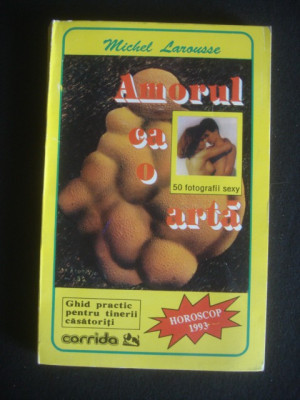 Michel Larousse
Amorul
ca
o
artă
50 fotografii sexy
Ghid practic
pentru tinerii
căsătoriți
corrida
HOROSCOP
1993